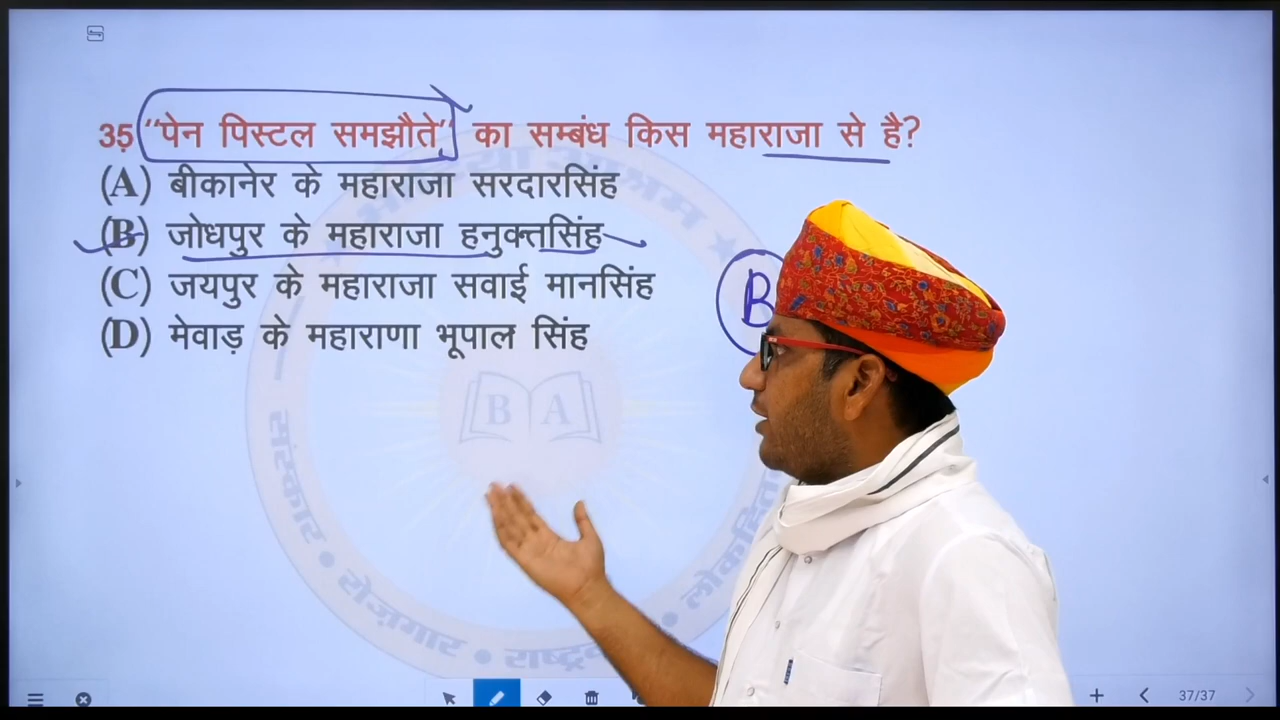 35. "पेन पिस्टल समझौते" का सम्बंध किस महाराजा से है?
(A) बीकानेर के महाराजा सरदारसिंह
(B) जोधपुर के महाराजा हनुक्तसिंह
(C) जयपुर के महाराजा सवाई मानसिंह
(D) मेवाड़ के महाराणा भूपाल सिंह
B
B A
संस्कार • रोज़गार •
लोकहित
37/37